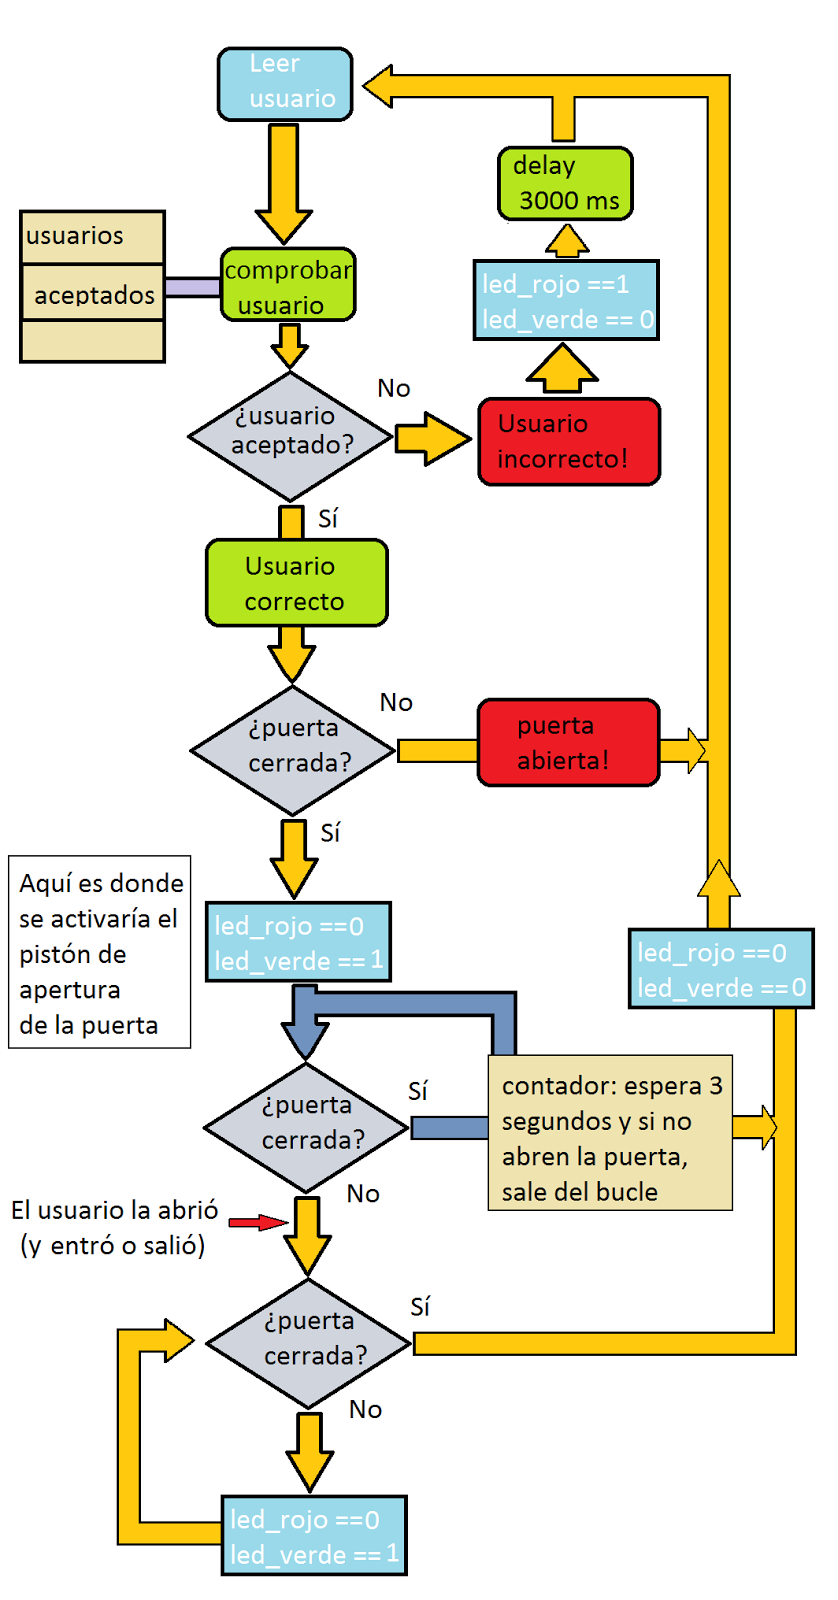 Leer
usuario
delay
3000 ms
usuarios
aceptados
comprobar
usuario
led_rojo ==1
led_verde == 0
¿usuario
aceptado?
No
Usuario
incorrecto!
Sí
Usuario
correcto
¿puerta
cerrada?
No
puerta
abierta!
Sí
Aquí es donde
se activaría el
pistón de
apertura
de la puerta
led_rojo ==0
led_verde ==1
led_rojo ==0
led_verde ==0
¿puerta
cerrada?
Sí
contador: espera 3
segundos y si no
abren la puerta,
sale del bucle
No
El usuario la abrió
(y entró o salió)
¿puerta
cerrada?
Sí
No
led_rojo ==0
led_verde ==1